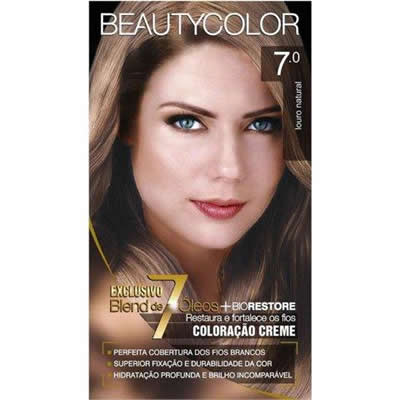 BEAUTYCOLOR
7.0
louro natural
EXCLUSIVO
Blend de 7 Óleos + BIORESTORE
Restaura e fortalece os fios
COLORAÇÃO CREME
• PERFEITA COBERTURA DOS FIOS BRANCOS
• SUPERIOR FIXAÇÃO E DURABILIDADE DA COR
• HIDRATAÇÃO PROFUNDA E BRILHO INCOMPARÁVEL